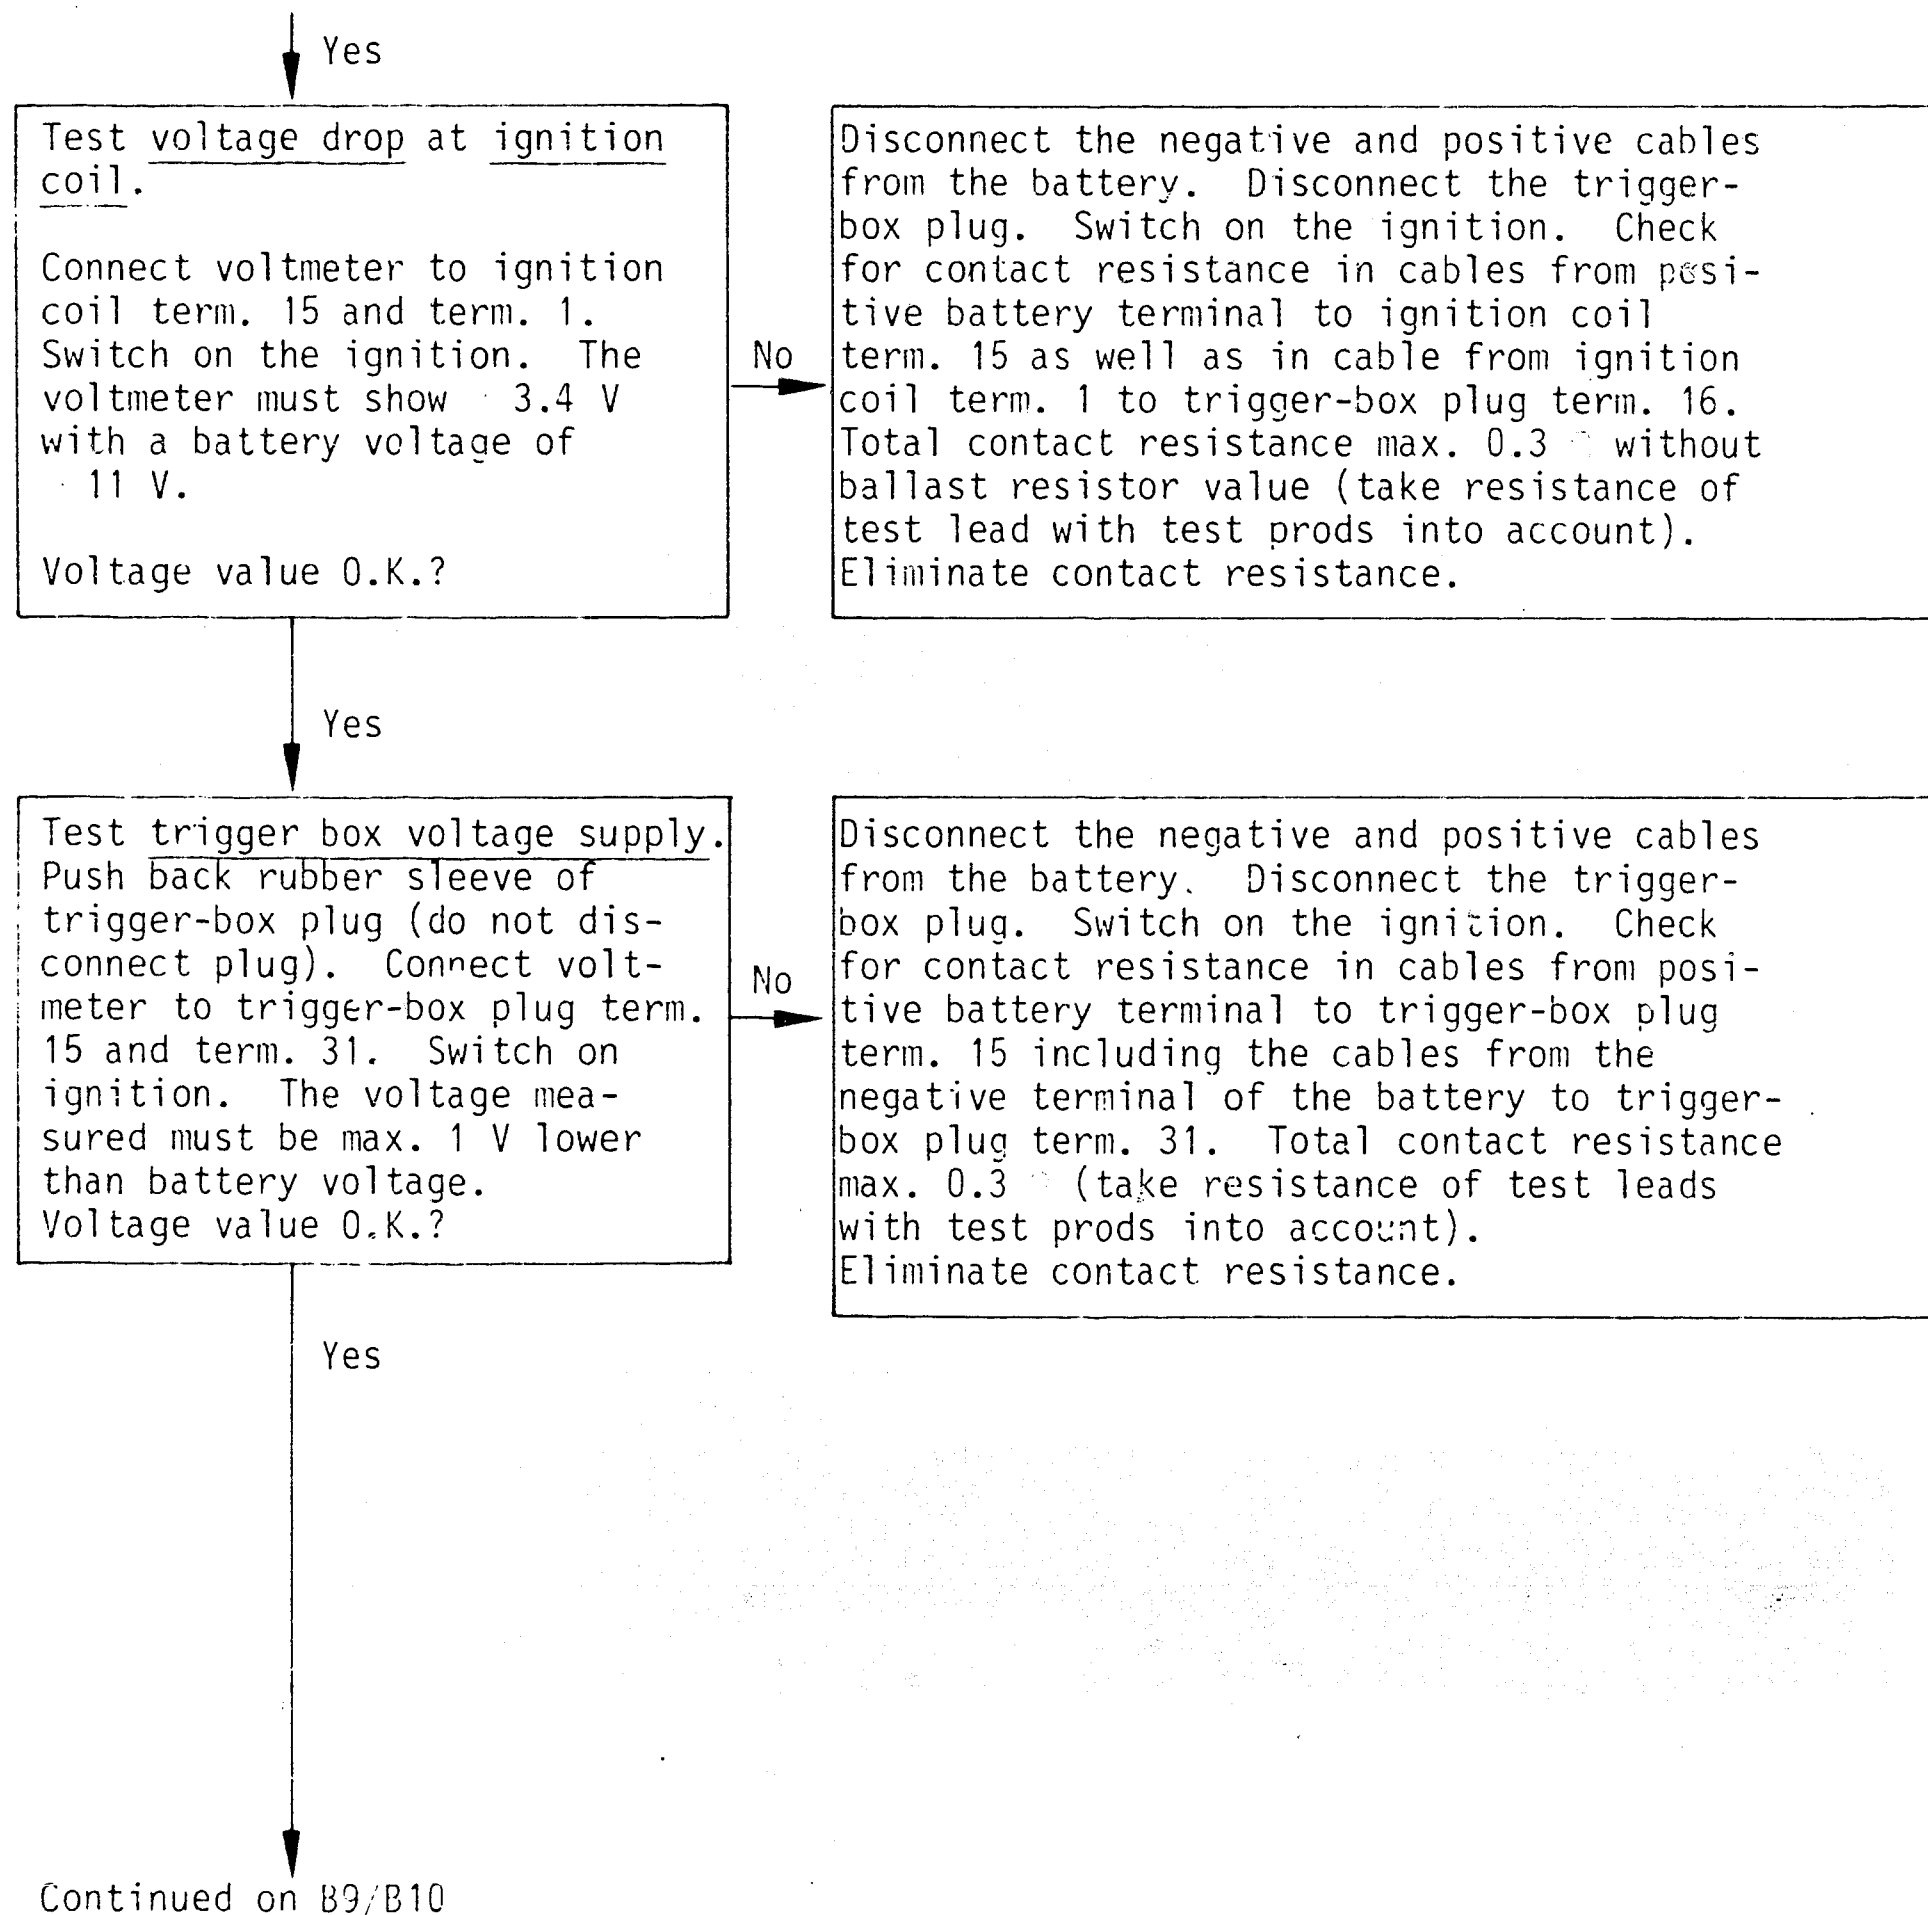 Yes
Test voltage drop at ignition
coil.
Connect voltmeter to ignition
coil term. 15 and term. 1.
Switch on the ignition. The
voltmeter must show 3.4 V
with a battery voltage of
11 V.
Voltage value O.K.?
No
Disconnect the negative and positive cables
from the battery. Disconnect the trigger-
box plug. Switch on the ignition. Check
for contact resistance in cables from posi-
tive battery terminal to ignition coil
term. 15 as well as in cable from ignition
coil term. 1 to trigger-box plug term. 16.
Total contact resistance max. 0.3 without
ballast resistor value (take resistance of
test lead with test prods into account).
Eliminate contact resistance.
Yes
Test trigger box voltage supply.
Push back rubber sleeve of
trigger-box plug (do not dis-
connect plug). Connect volt-
meter to trigger-box plug term.
15 and term. 31. Switch on
ignition. The voltage mea-
sured must be max. 1 V lower
than battery voltage.
Voltage value O.K.?
No
Disconnect the negative and positive cables
from the battery. Disconnect the trigger-
box plug. Switch on the ignition. Check
for contact resistance in cables from posi-
tive battery terminal to trigger-box plug
term. 15 including the cables from the
negative terminal of the battery to trigger-
box plug term. 31. Total contact resistance
max. 0.3 (take resistance of test leads
with test prods into account).
Eliminate contact resistance.
Yes
Continued on B9/B10